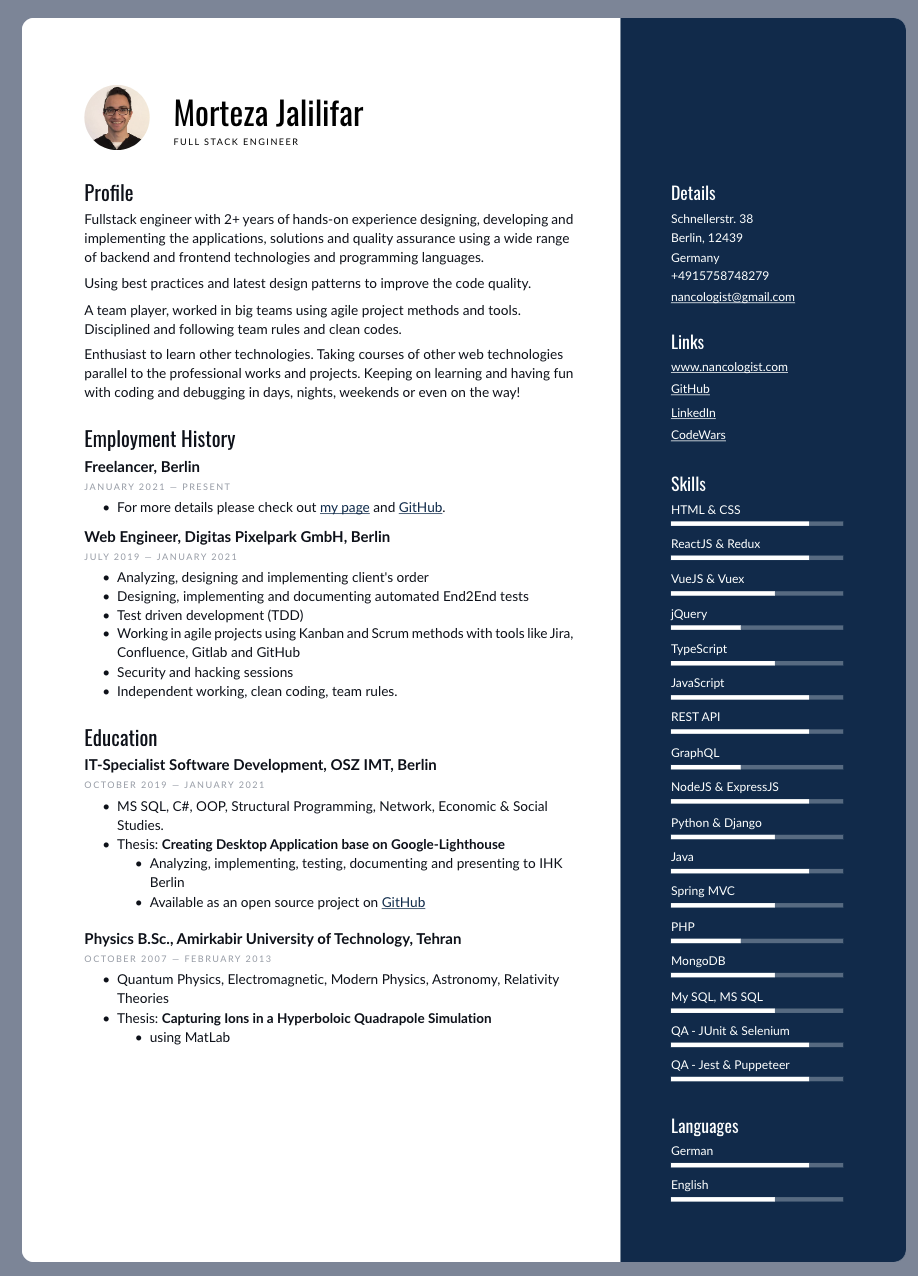 Morteza Jalilifar
FULL STACK ENGINEER
Profile
Fullstack engineer with 2+ years of hands-on experience designing, developing and
implementing the applications, solutions and quality assurance using a wide range
of backend and frontend technologies and programming languages.
Using best practices and latest design patterns to improve the code quality.
A team player, worked in big teams using agile project methods and tools.
Disciplined and following team rules and clean codes.
Enthusiast to learn other technologies. Taking courses of other web technologies
parallel to the professional works and projects. Keeping on learning and having fun
with coding and debugging in days, nights, weekends or even on the way!
Employment History
Freelancer, Berlin
JANUARY 2021 — PRESENT
• For more details please check out my page and GitHub.
Web Engineer, Digitas Pixelpark GmbH, Berlin
JULY 2019 — JANUARY 2021
• Analyzing, designing and implementing client's order
• Designing, implementing and documenting automated End2End tests
• Test driven development (TDD)
• Working in agile projects using Kanban and Scrum methods with tools like Jira,
Confluence, Gitlab and GitHub
• Security and hacking sessions
• Independent working, clean coding, team rules.
Education
IT-Specialist Software Development, OSZ IMT, Berlin
OCTOBER 2019 — JANUARY 2021
• MS SQL, C#, OOP, Structural Programming, Network, Economic & Social
Studies.
• Thesis: Creating Desktop Application base on Google-Lighthouse
• Analyzing, implementing, testing, documenting and presenting to IHK
Berlin
• Available as an open source project on GitHub
Physics B.Sc., Amirkabir University of Technology, Tehran
OCTOBER 2007 — FEBRUARY 2013
• Quantum Physics, Electromagnetic, Modern Physics, Astronomy, Relativity
Theories
• Thesis: Capturing Ions in a Hyperboloic Quadrapole Simulation
• using MatLab
Details
Schnellerstr. 38
Berlin, 12439
Germany
+4915758748279
nancologist@gmail.com
Links
www.nancologist.com
GitHub
LinkedIn
CodeWars
Skills
HTML & CSS
ReactJS & Redux
VueJS & Vuex
jQuery
TypeScript
JavaScript
REST API
GraphQL
NodeJS & ExpressJS
Python & Django
Java
Spring MVC
PHP
MongoDB
My SQL, MS SQL
QA - JUnit & Selenium
QA - Jest & Puppeteer
Languages
German
English